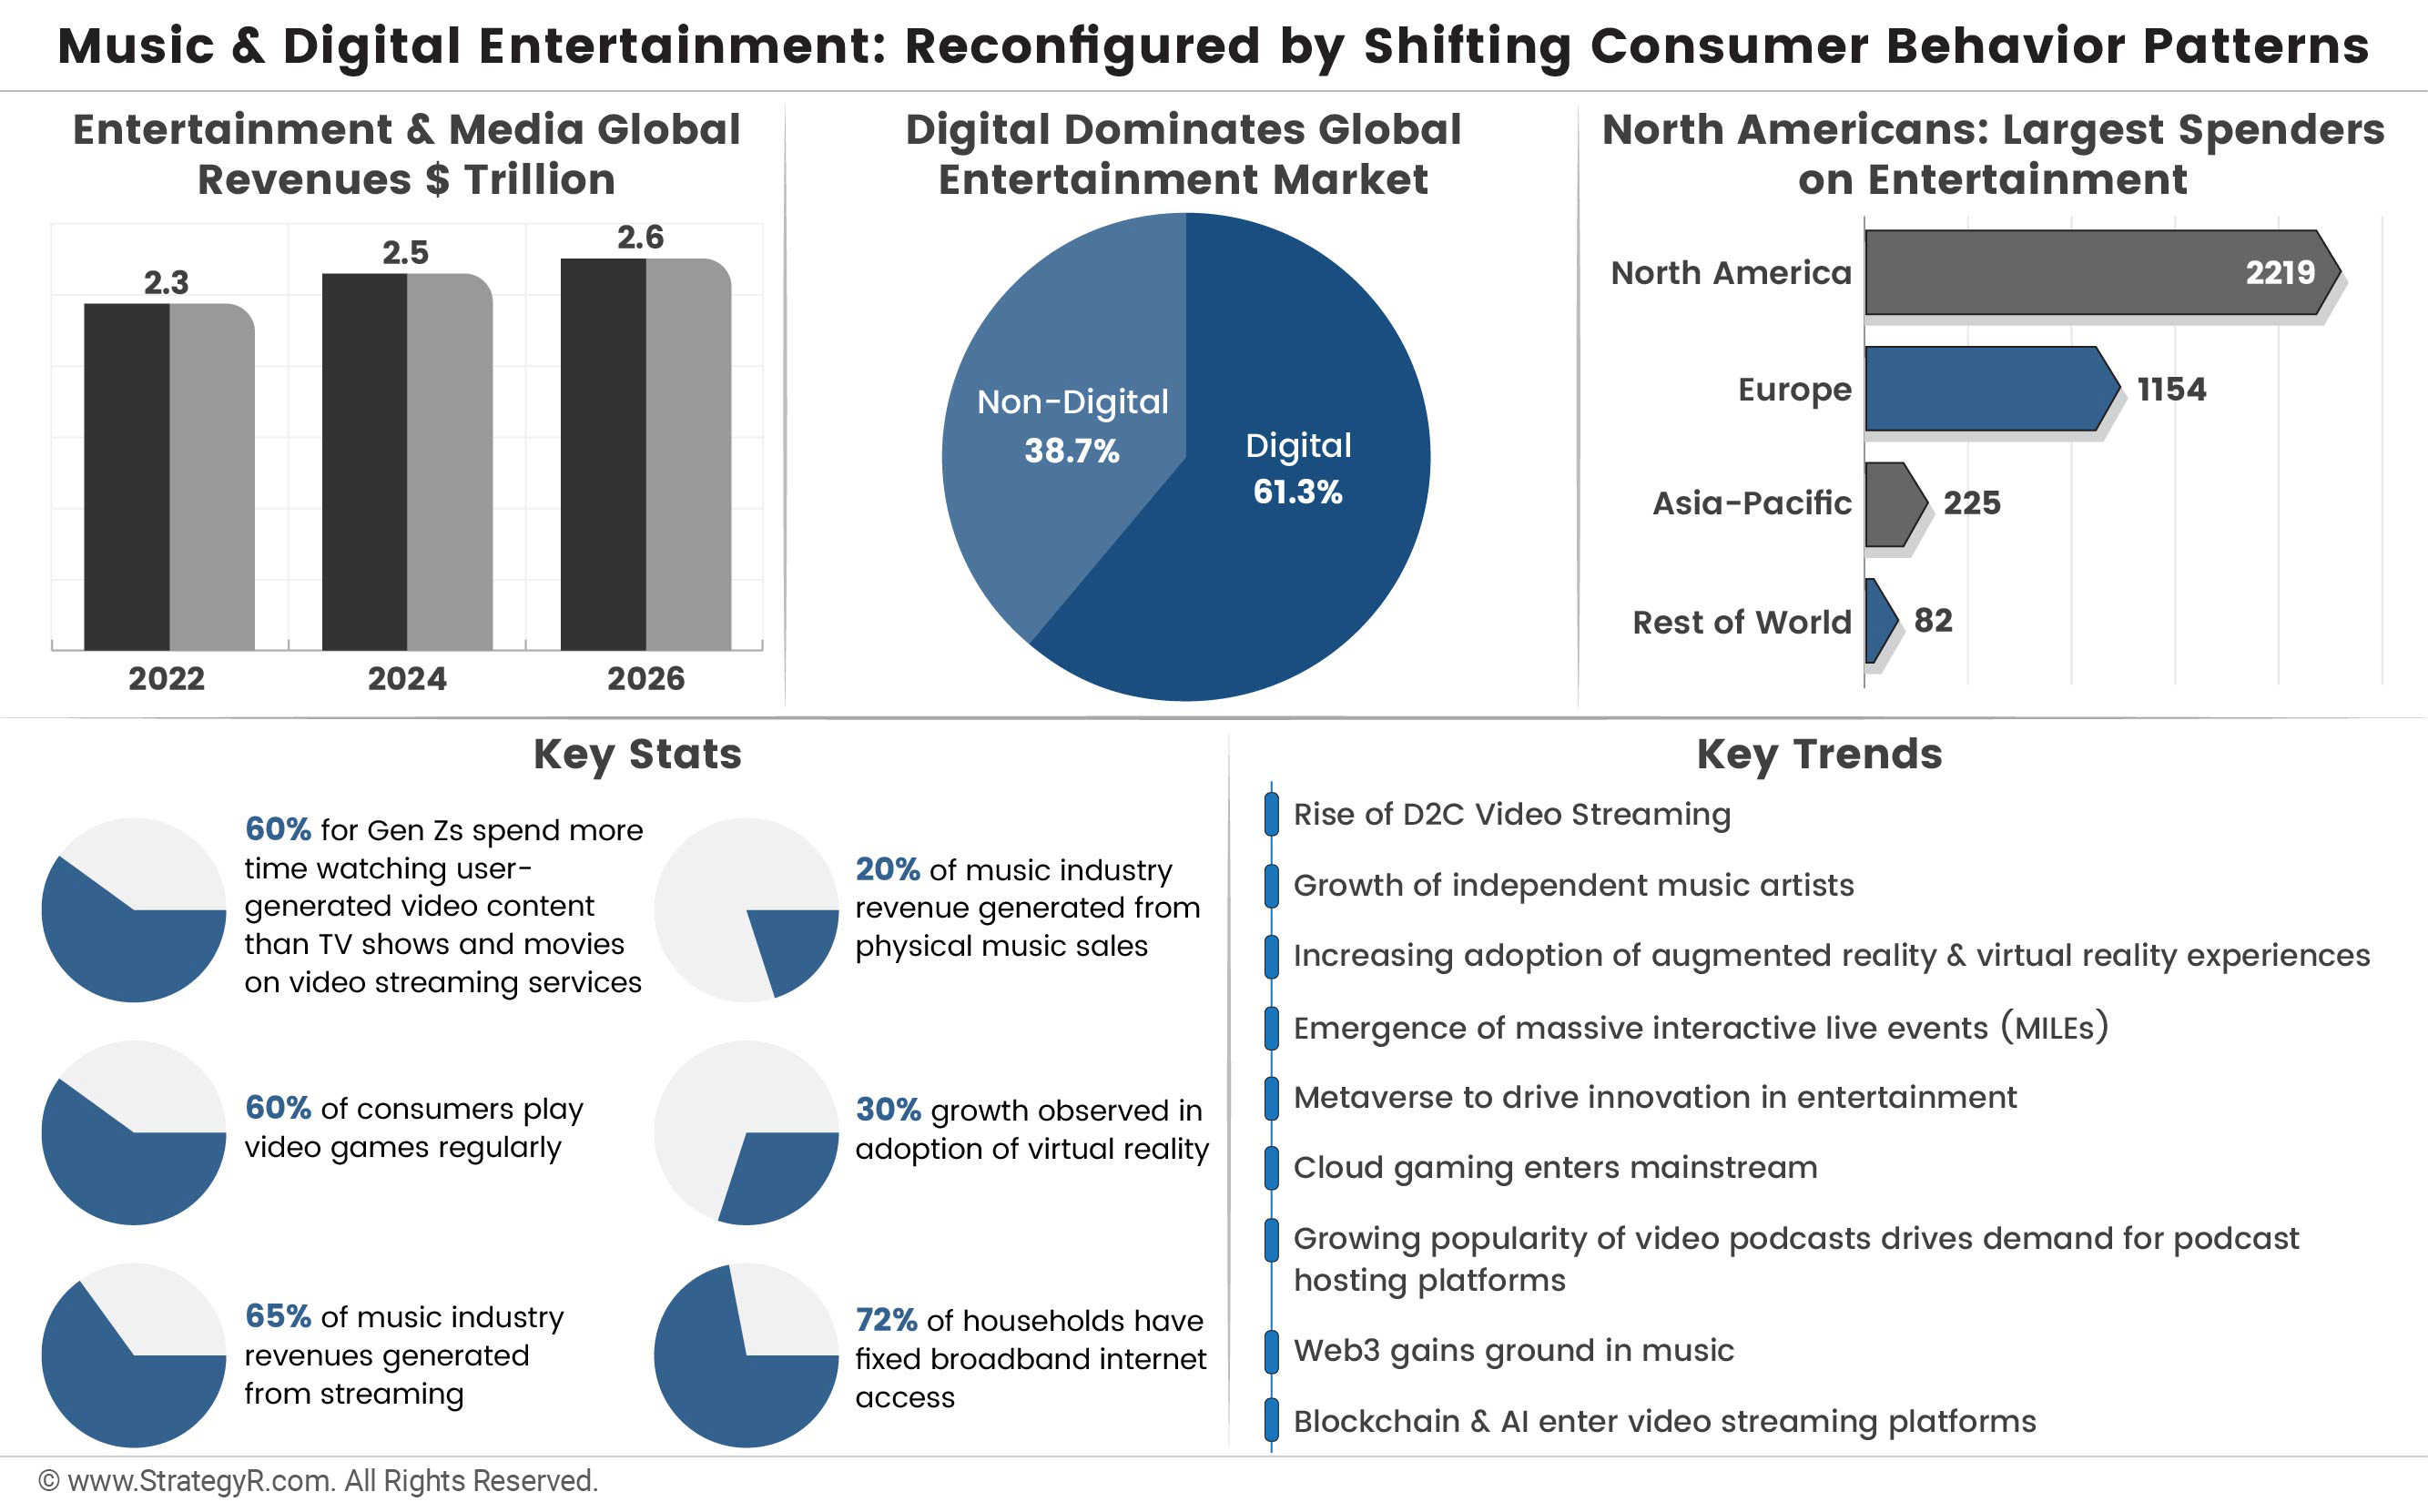 Music & Digital Entertainment: Reconfigured by Shifting Consumer Behavior Patterns
Entertainment & Media Global
Revenues $ Trillion
2.3
2.5
2.6
2022
2024
2026
Digital Dominates Global
Entertainment Market
Non-Digital
38.7%
Digital
61.3%
North Americans: Largest Spenders
on Entertainment
North America
2219
Europe
1154
Asia-Pacific
225
Rest of World
82
Key Stats
60% for Gen Zs spend more
time watching user-
generated video content
than TV shows and movies
on video streaming services
20% of music industry
revenue generated from
physical music sales
60% of consumers play
video games regularly
30% growth observed in
adoption of virtual reality
65% of music industry
revenues generated
from streaming
72% of households have
fixed broadband internet
access
Key Trends
Rise of D2C Video Streaming
Growth of independent music artists
Increasing adoption of augmented reality & virtual reality experiences
Emergence of massive interactive live events (MILEs)
Metaverse to drive innovation in entertainment
Cloud gaming enters mainstream
Growing popularity of video podcasts drives demand for podcast
hosting platforms
Web3 gains ground in music
Blockchain & AI enter video streaming platforms
© www.StrategyR.com. All Rights Reserved.